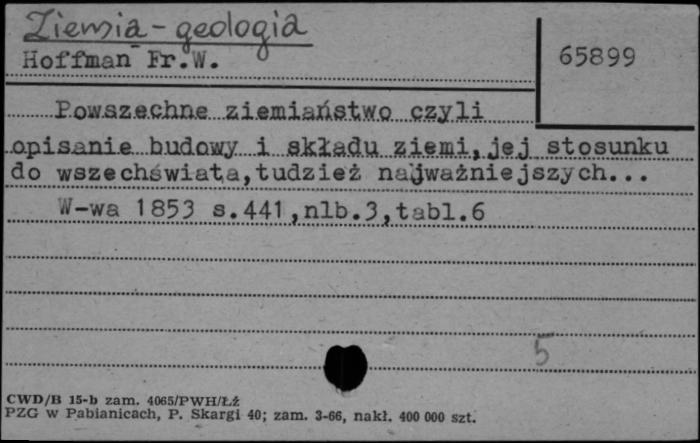 Ziemia - geologia
Hoffman Fr.W.
65899
Powszechne ziemiaństwo czyli
opisanie budowy i składu ziemi,jej stosunku
do wszechświata,tudzież najważniejszych...
W-wa 1853 s.441,nlb.3,tabl.6
5
CWD/B 15-b zam. 4065/PWH/Łź
PZG w Pabianicach, P. Skargi 40; zam. 3-66, nakł. 400 000 szt.